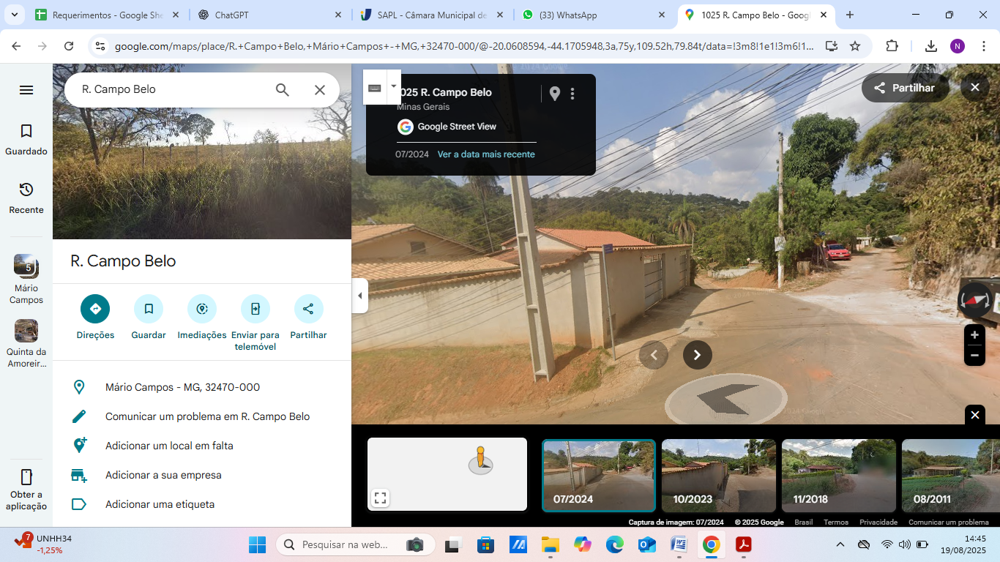 Requerimentos - Google She
ChatGPT
SAPL - Câmara Municipal de
(33) WhatsApp
1025 R. Campo Belo - Googl
google.com/maps/place/R.+Campo+Belo,+Mário+Campos+-+MG,+32470-000/@-20.0608594,-44.1705948,3a,75y,109.52h,79.84t/data=!3m8!1e1!3m6!1...
N
Guardado
Recente
5
Mário
Campos
Quinta da
Amoreir...
Obter a
aplicação
R. Campo Belo
R. Campo Belo
Direções
Guardar
Imediações
Enviar para
telemóvel
Partilhar
Mário Campos - MG, 32470-000
Comunicar um problema em R. Campo Belo
Adicionar um local em falta
Adicionar a sua empresa
Adicionar uma etiqueta
1025 R. Campo Belo
Minas Gerais
Google Street View
07/2024 Ver a data mais recente
Partilhar
07/2024
10/2023
11/2018
08/2011
Captura de imagem: 07/2024 © 2025 Google Brasil Termos Privacidade Comunicar um problema
7
UNHH34
-1,25%
Pesquisar na web...
14:45
19/08/2025